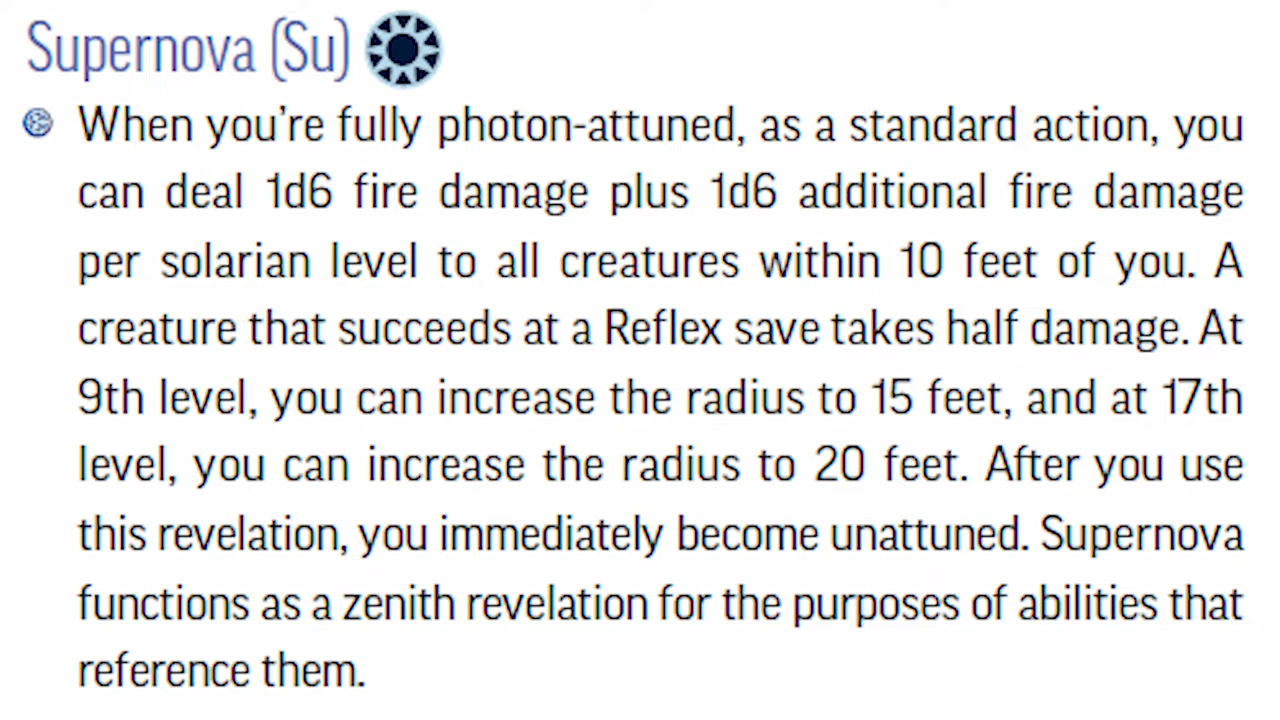 Supernova (Su)
When you're fully photon-attuned, as a standard action, you
can deal 1d6 fire damage plus 1d6 additional fire damage
per solarian level to all creatures within 10 feet of you. A
creature that succeeds at a Reflex save takes half damage. At
9th level, you can increase the radius to 15 feet, and at 17th
level, you can increase the radius to 20 feet. After you use
this revelation, you immediately become unattuned. Supernova
functions as a zenith revelation for the purposes of abilities that
reference them.